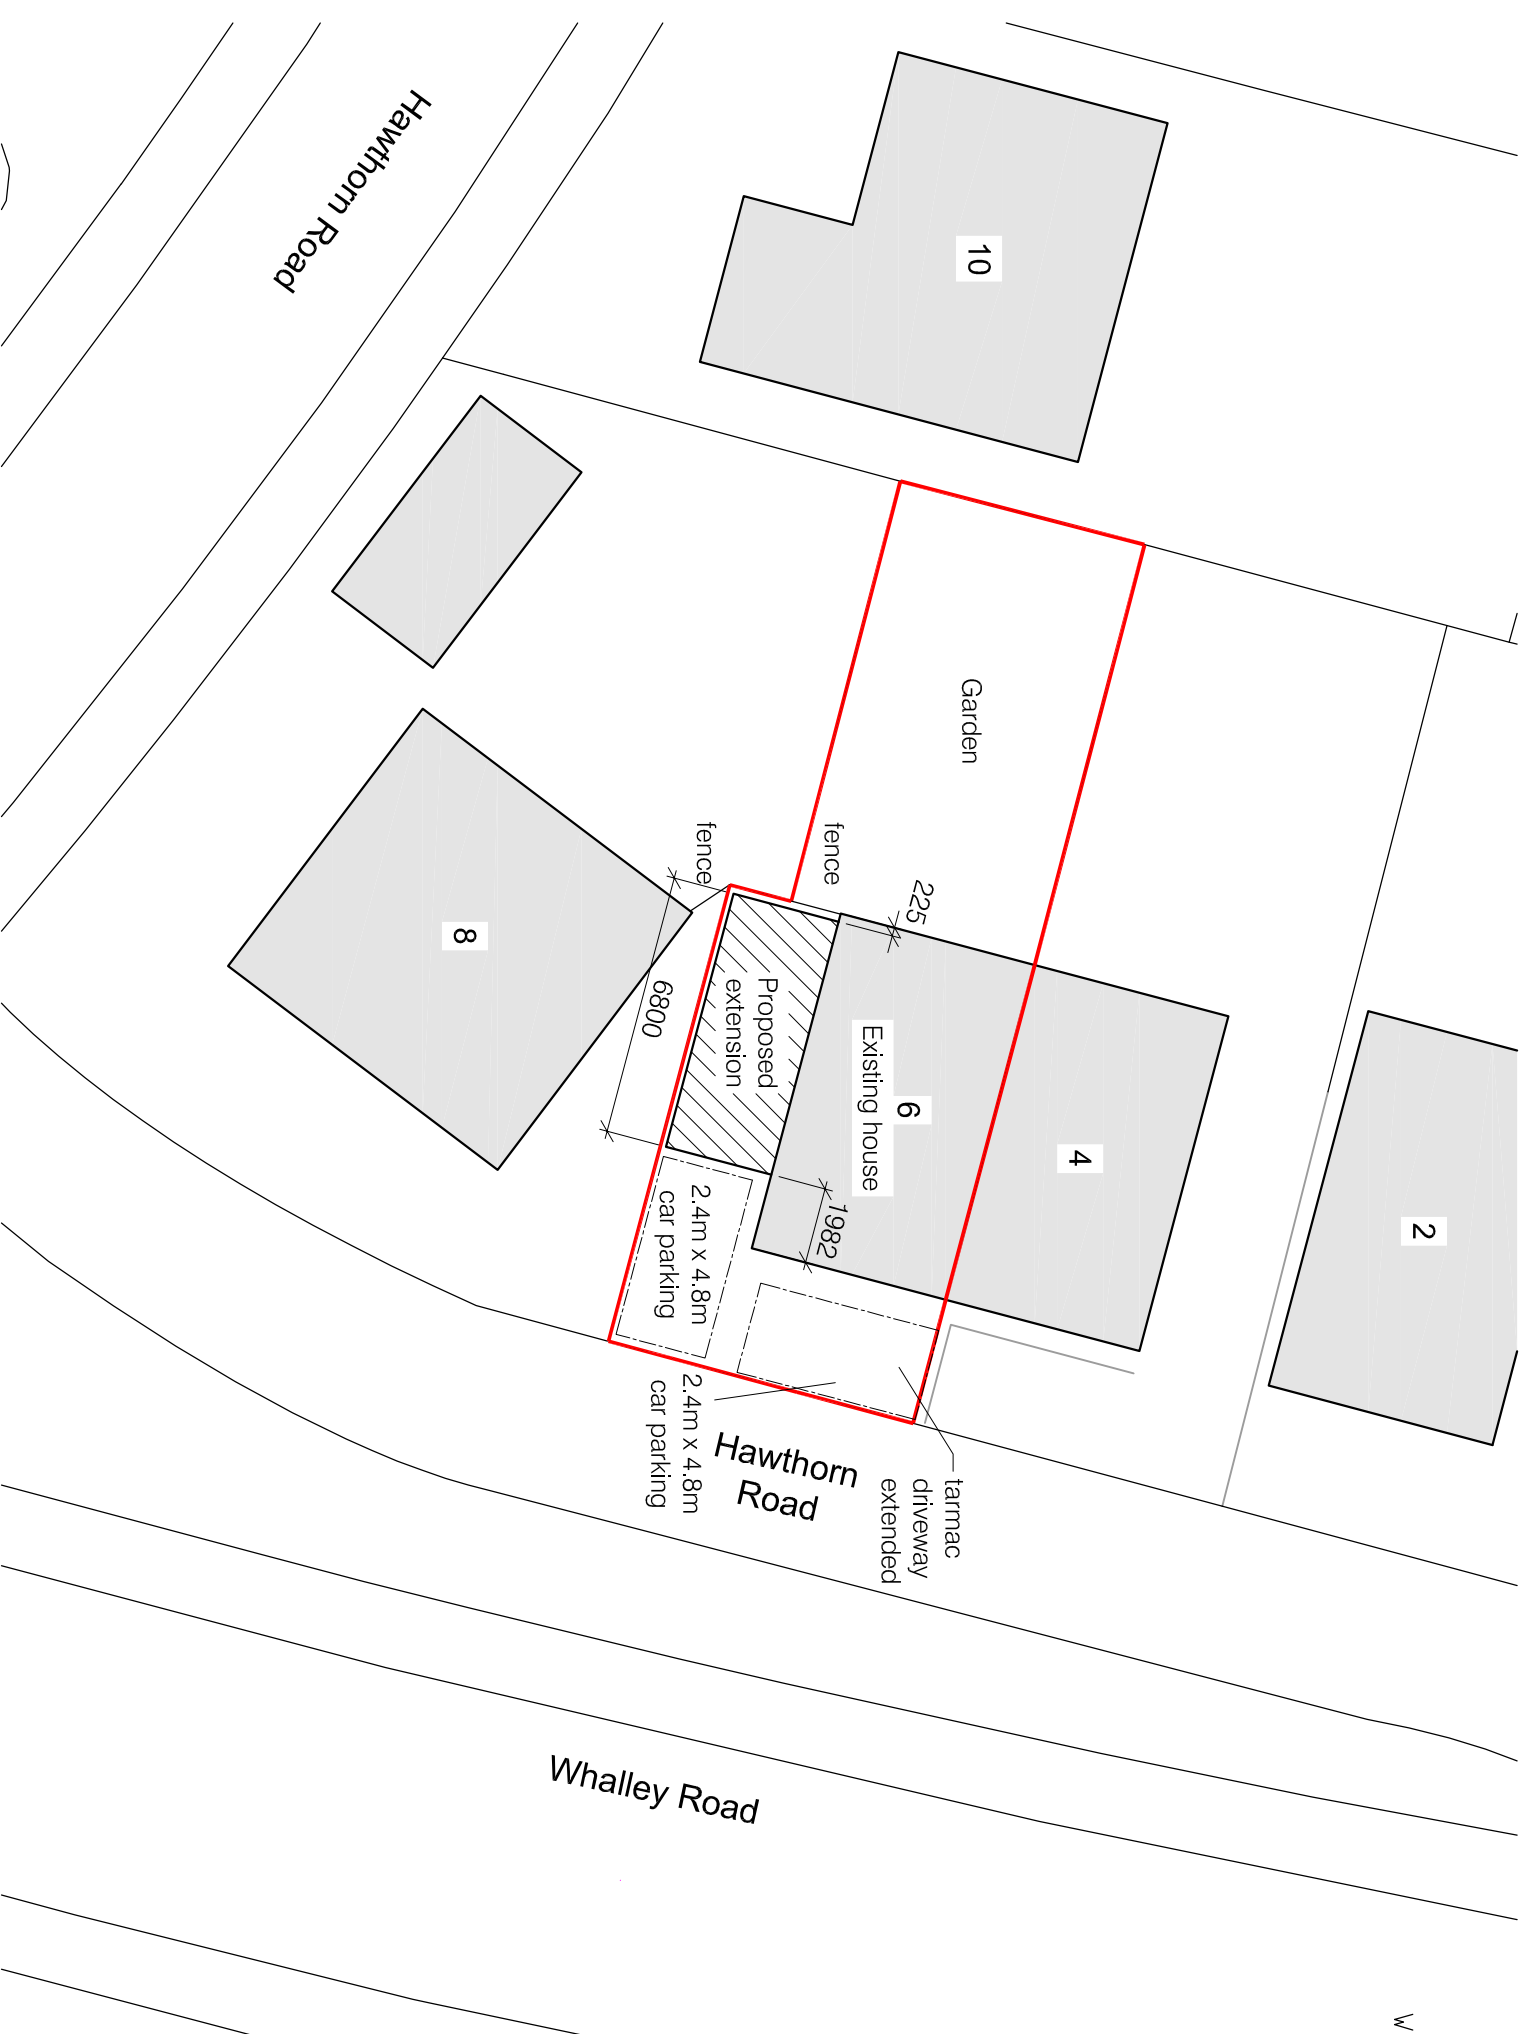 Hawthorn Road
10
Garden
fence
fence
225
8
6800
Proposed
extension
6
Existing house
4
2
1982
2.4m x 4.8m
car parking
2.4m x 4.8m
car parking
Hawthorn
Road
tarmac
driveway
extended
Whalley Road
W